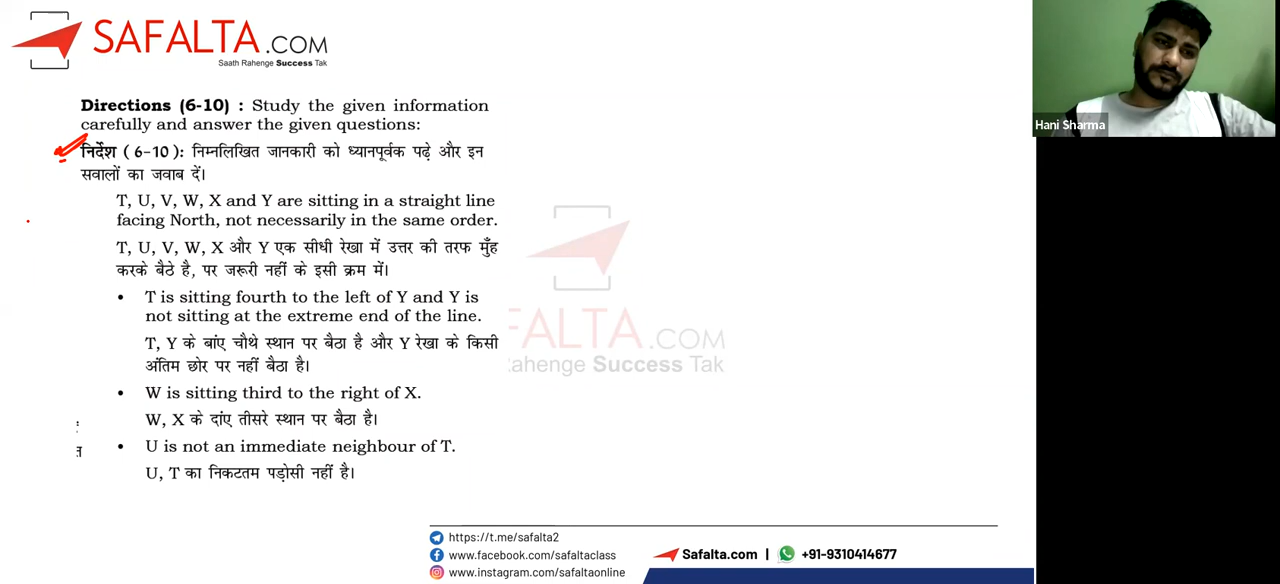 SAFALTA.COM
Saath Rahenge Success Tak
Hani Sharma
Directions (6-10) : Study the given information
carefully and answer the given questions:
निर्देश ( 6-10 ): निम्नलिखित जानकारी को ध्यानपूर्वक पढ़े और इन
सवालों का जवाब दें।
T, U, V, W, X and Y are sitting in a straight line
facing North, not necessarily in the same order.
T, U, V, W, X और Y एक सीधी रेखा में उत्तर की तरफ मुँह
करके बैठे है, पर जरूरी नहीं के इसी क्रम में।
• T is sitting fourth to the left of Y and Y is
not sitting at the extreme end of the line.
T, Y के बांए चौथे स्थान पर बैठा है और Y रेखा के किसी
अंतिम छोर पर नहीं बैठा है।
• W is sitting third to the right of X.
W, X के दांए तीसरे स्थान पर बैठा है।
• U is not an immediate neighbour of T.
U, T का निकटतम पड़ोसी नहीं है।
FALTA.COM
Rahenge Success Tak
https://t.me/safalta2
www.facebook.com/safaltaclass
www.instagram.com/safaltaonline
Safalta.com | +-91-9310414677